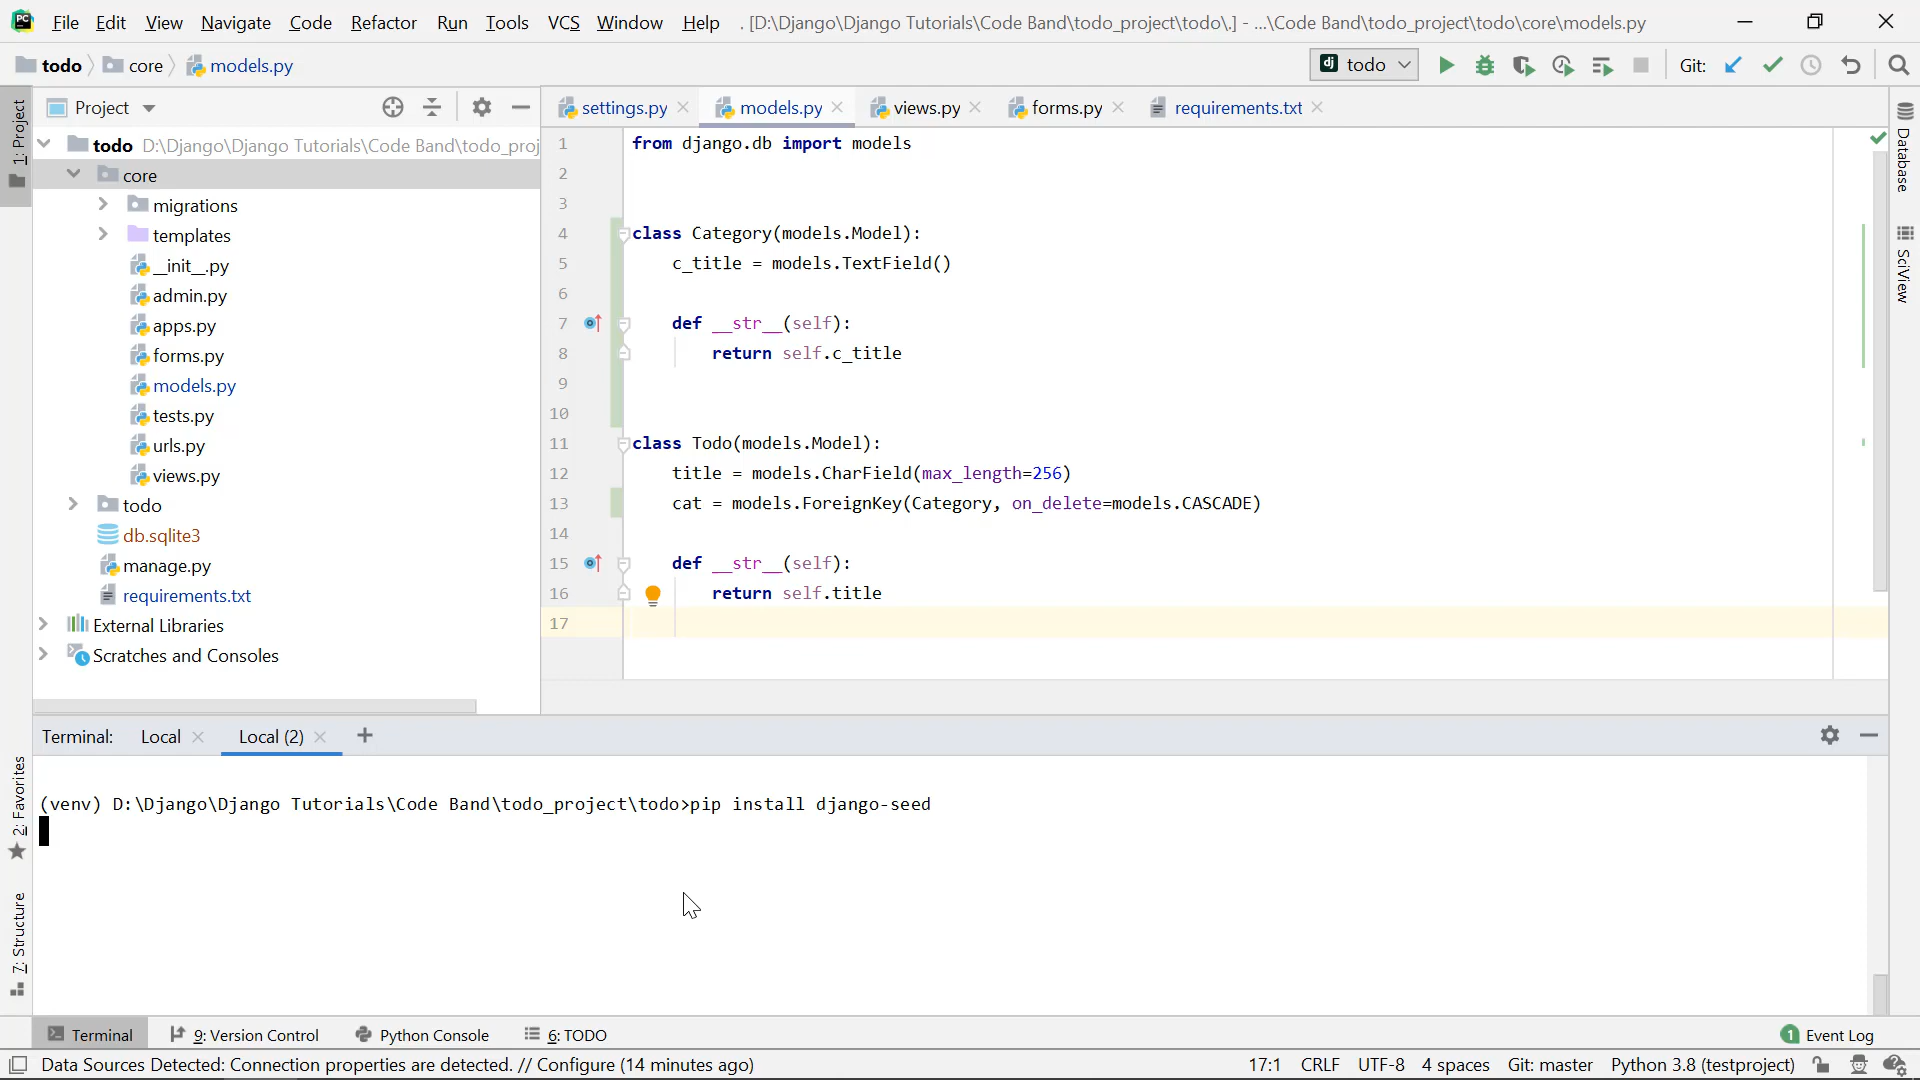 PC File Edit View Navigate Code Refactor Run Tools VCS Window Help . [D:\Django\Django Tutorials\Code Band\todo_project\todo\.] - ...\Code Band\todo_project\todo\core\models.py
todo core models.py dj todo Git:
1: Project
Project
settings.py models.py views.py forms.py requirements.txt
todo D:\Django\Django Tutorials\Code Band\todo_proj
core
migrations
templates
__init__.py
admin.py
apps.py
forms.py
models.py
tests.py
urls.py
views.py
todo
db.sqlite3
manage.py
requirements.txt
External Libraries
Scratches and Consoles
1 from django.db import models
2
3
4 class Category(models.Model):
5 c_title = models.TextField()
6
7 def __str__(self):
8 return self.c_title
9
10
11 class Todo(models.Model):
12 title = models.CharField(max_length=256)
13 cat = models.ForeignKey(Category, on_delete=models.CASCADE)
14
15 def __str__(self):
16 return self.title
17
Database
SciView
Terminal: Local Local (2) +
(venv) D:\Django\Django Tutorials\Code Band\todo_project\todo>pip install django-seed
2: Favorites
7: Structure
Terminal 9: Version Control Python Console 6: TODO 1 Event Log
Data Sources Detected: Connection properties are detected. // Configure (14 minutes ago) 17:1 CRLF UTF-8 4 spaces Git: master Python 3.8 (testproject)